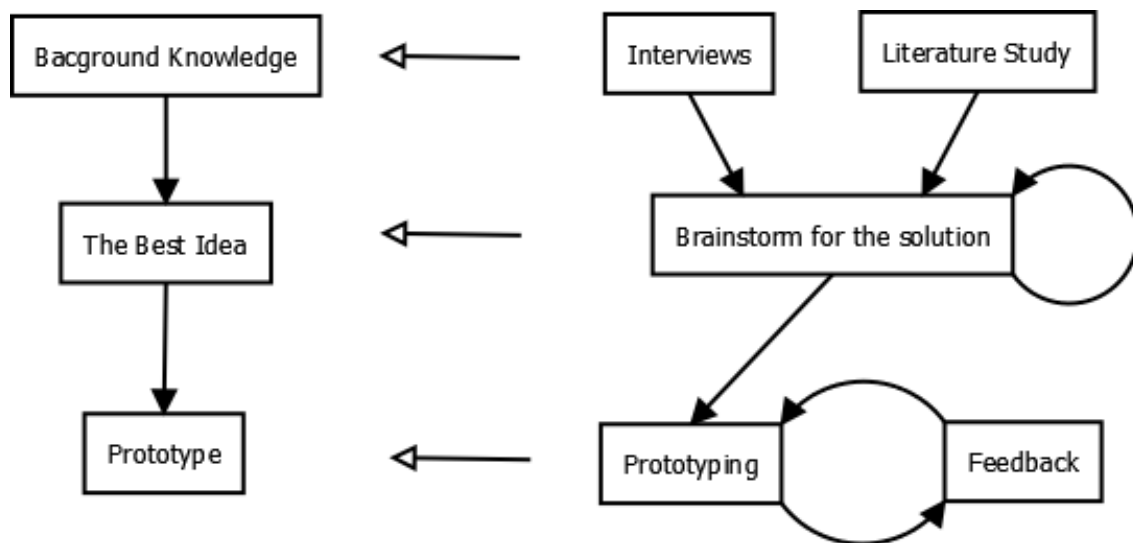 Bacground Knowledge
Interviews
Literature Study
The Best Idea
Brainstorm for the solution
Prototype
Prototyping
Feedback